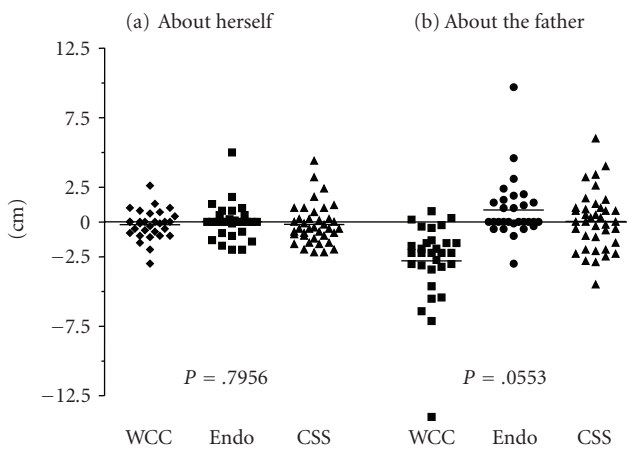 (a) About herself
(b) About the father
12.5
7.5
2.5
0
−2.5
−7.5
−12.5
(cm)
P = .7956
P = .0553
WCC Endo CSS WCC Endo CSS